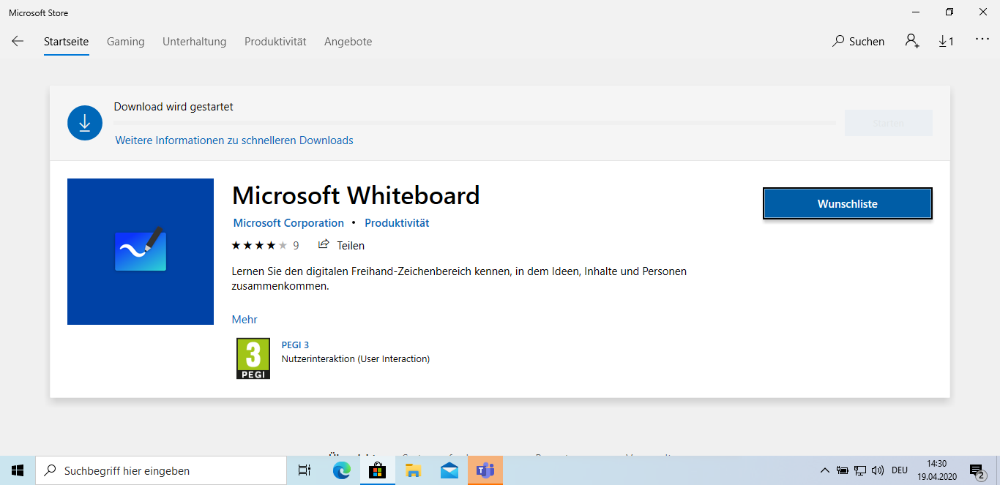 Microsoft Store
Startseite Gaming Unterhaltung Produktivität Angebote Suchen 1
Download wird gestartet
Starten
Weitere Informationen zu schnelleren Downloads
Microsoft Whiteboard
Wunschliste
Microsoft Corporation • Produktivität
9 Teilen
Lernen Sie den digitalen Freihand-Zeichenbereich kennen, in dem Ideen, Inhalte und Personen
zusammenkommen.
Mehr
3
PEGI
PEGI 3
Nutzerinteraktion (User Interaction)
Suchbegriff hier eingeben
DEU
14:30
19.04.2020
2